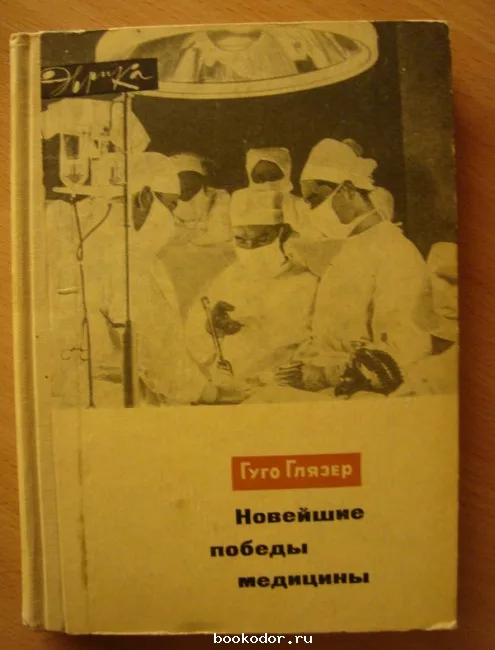 Эврика
Гуго Глязер
Новейшие
победы
медицины
bookodor.ru